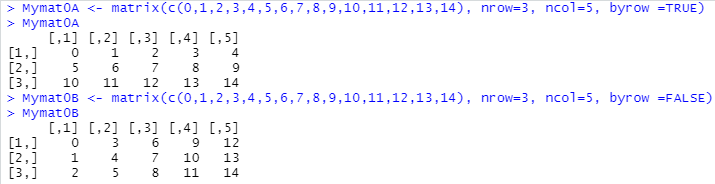 > Mymat0A <- matrix(c(0,1,2,3,4,5,6,7,8,9,10,11,12,13,14), nrow=3, ncol=5, byrow =TRUE)
> Mymat0A
     [,1] [,2] [,3] [,4] [,5]
[1,]    0    1    2    3    4
[2,]    5    6    7    8    9
[3,]   10   11   12   13   14
> Mymat0B <- matrix(c(0,1,2,3,4,5,6,7,8,9,10,11,12,13,14), nrow=3, ncol=5, byrow =FALSE)
> Mymat0B
     [,1] [,2] [,3] [,4] [,5]
[1,]    0    3    6    9   12
[2,]    1    4    7   10   13
[3,]    2    5    8   11   14